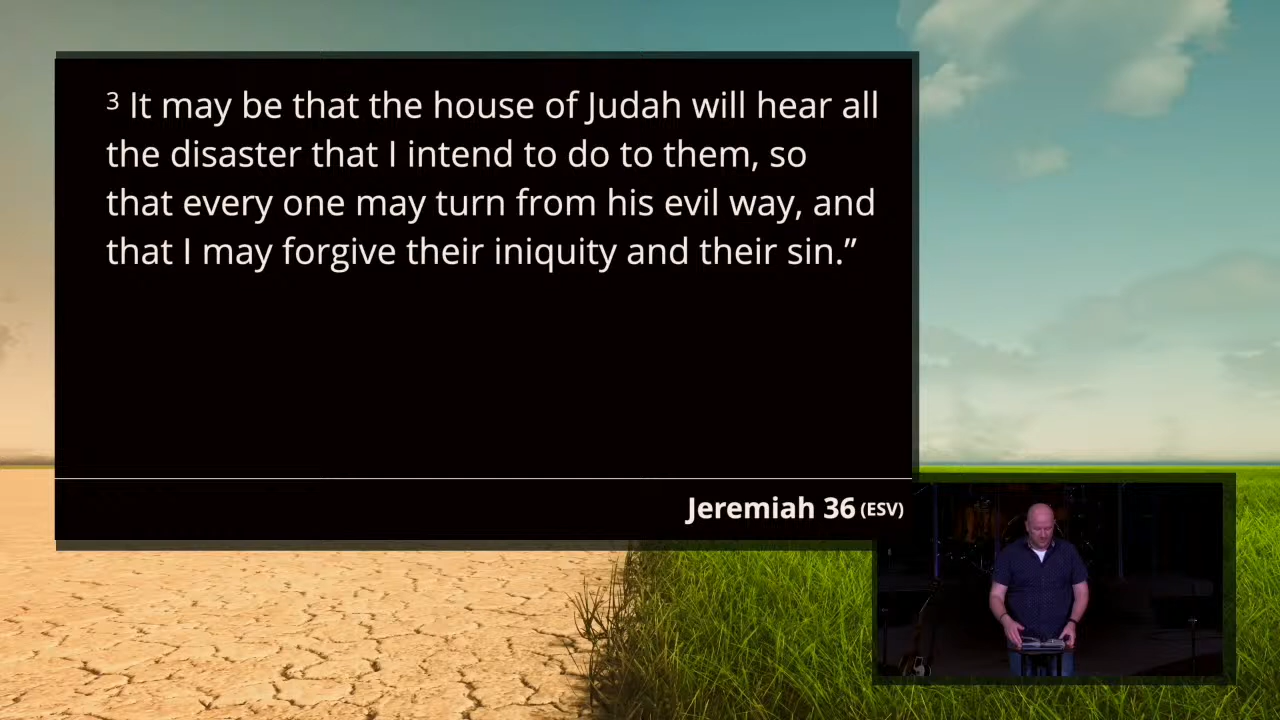 3 It may be that the house of Judah will hear all
the disaster that I intend to do to them, so
that every one may turn from his evil way, and
that I may forgive their iniquity and their sin.”
Jeremiah 36 (ESV)